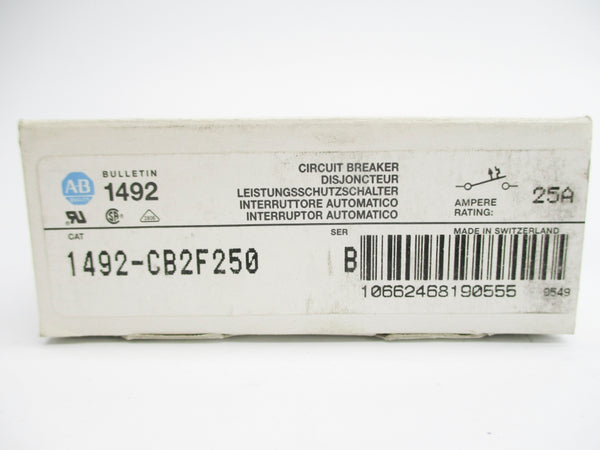 AB
BULLETIN
1492
CIRCUIT BREAKER
DISJONCTEUR
LEISTUNGSSCHUTZSCHALTER
INTERRUTTORE AUTOMATICO
INTERRUPTOR AUTOMATICO
AMPERE
RATING:
25A
CAT
1492-CB2F250
SER
B
MADE IN SWITZERLAND
10662468190555
9549